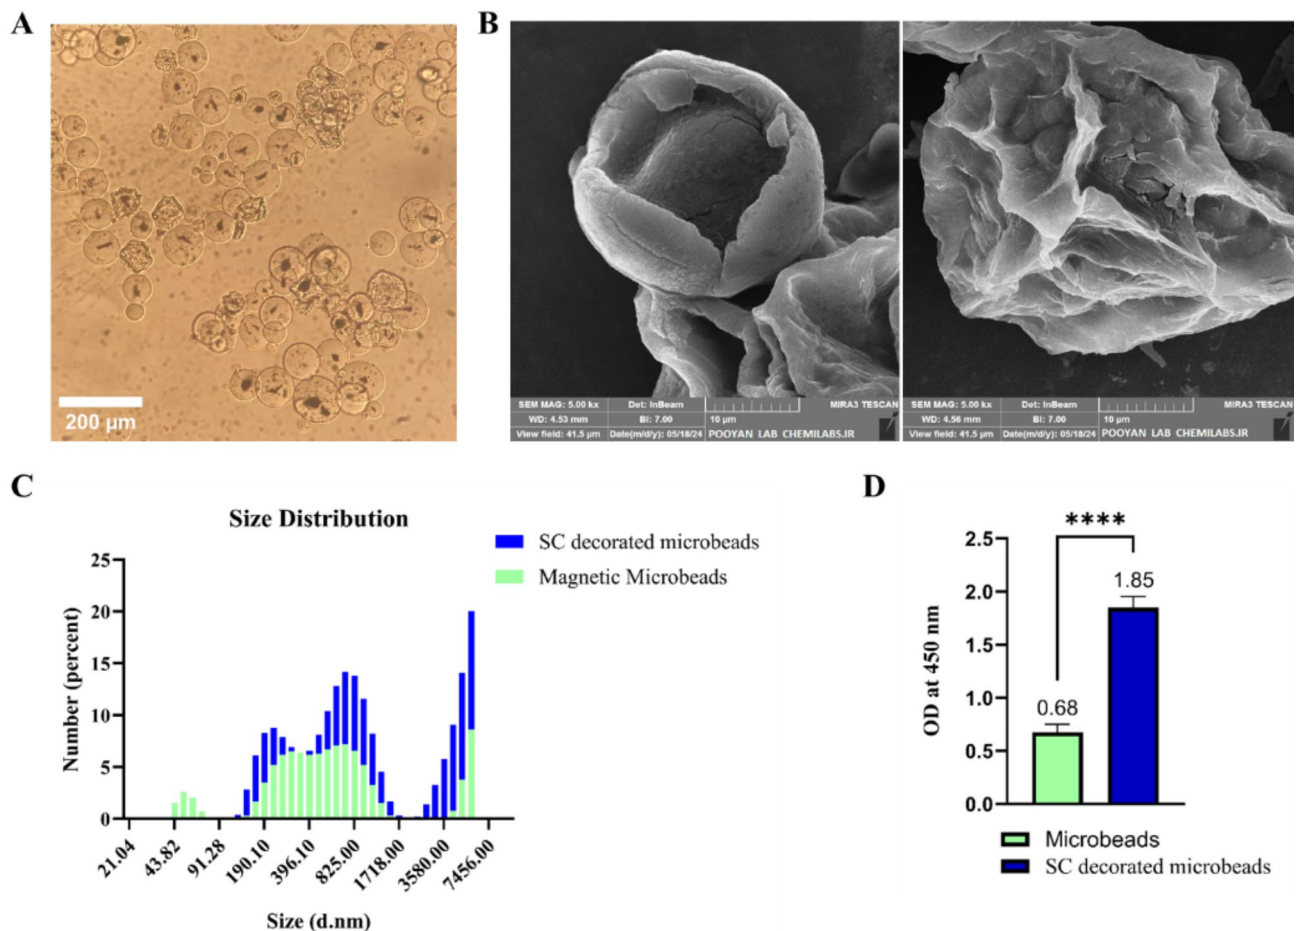 A
B
200 µm
SEM MAG: 5.00 kx Det: InBeam MIRA3 TESCAN
WD: 4.53 mm BI: 7.00 10 µm
View field: 41.5 µm Date(m/d/y): 05/18/24 POOYAN LAB CHEMILABS.IR
SEM MAG: 5.00 kx Det: InBeam MIRA3 TESCAN
WD: 4.56 mm BI: 7.00 10 µm
View field: 41.5 µm Date(m/d/y): 05/18/24 POOYAN LAB CHEMILABS.IR
C
Size Distribution
SC decorated microbeads
Magnetic Microbeads
Number (percent)
25
20
15
10
5
0
21.04
43.82
91.28
190.10
396.10
825.00
1718.00
3580.00
7456.00
Size (d.nm)
D
****
OD at 450 nm
2.5
2.0
1.5
1.0
0.5
0.0
0.68
1.85
Microbeads
SC decorated microbeads